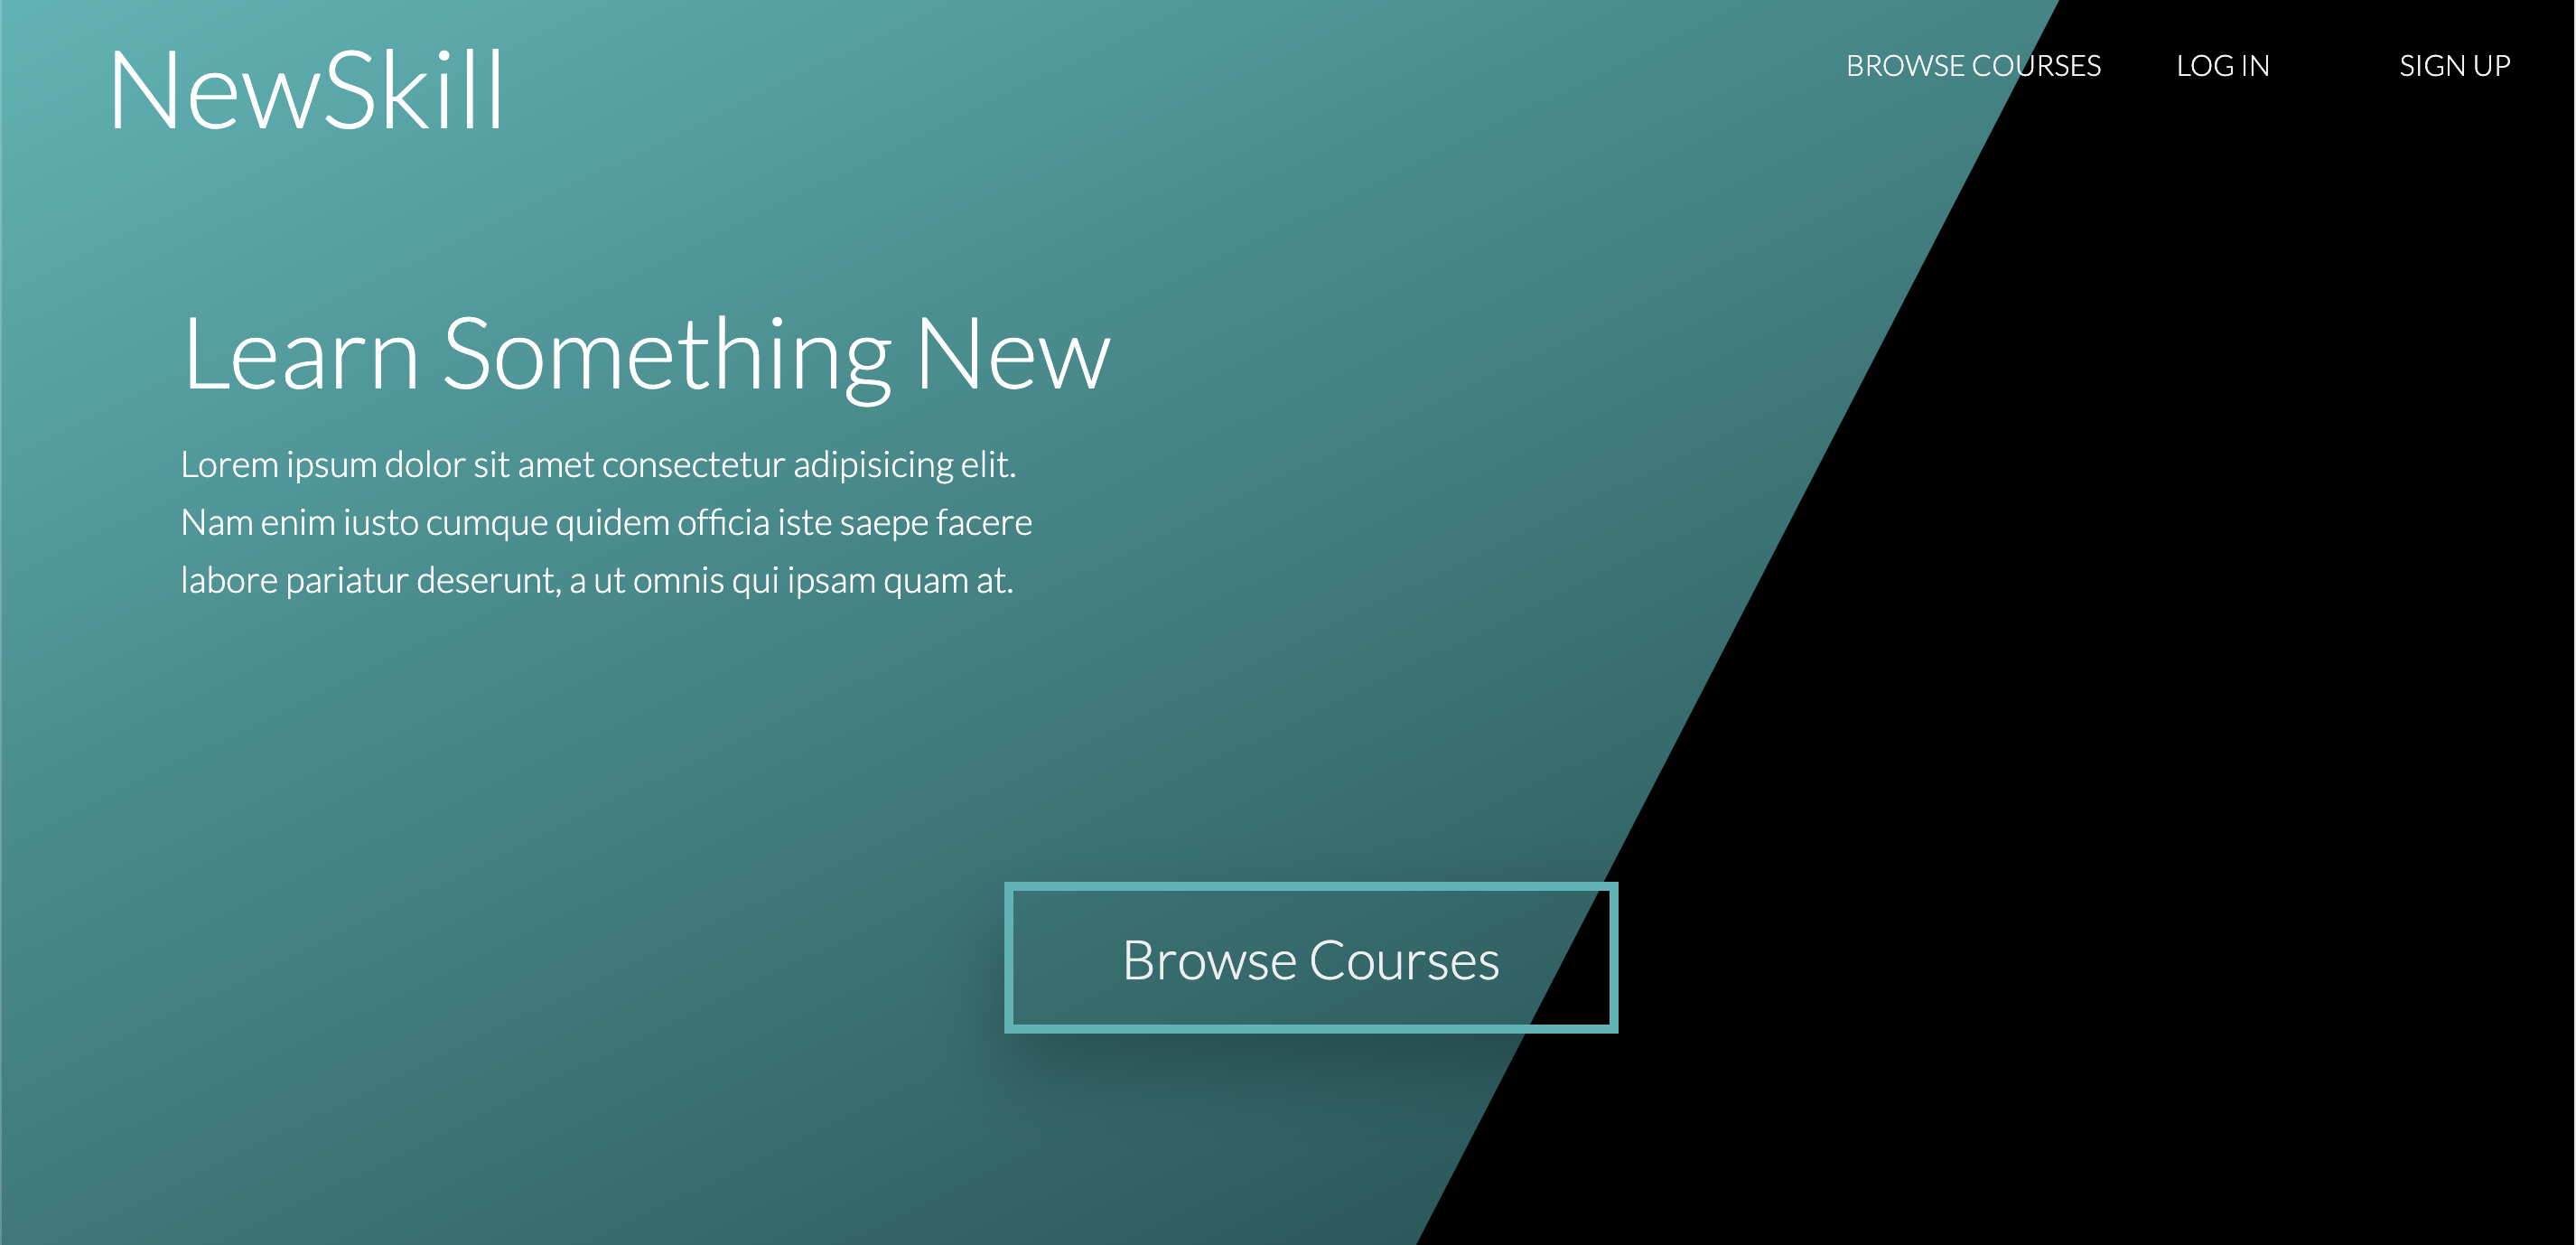 NewSkill
BROWSE COURSES
LOG IN
SIGN UP
Learn Something New
Lorem ipsum dolor sit amet consectetur adipisicing elit.
Nam enim iusto cumque quidem officia iste saepe facere
labore pariatur deserunt, a ut omnis qui ipsam quam at.
Browse Courses